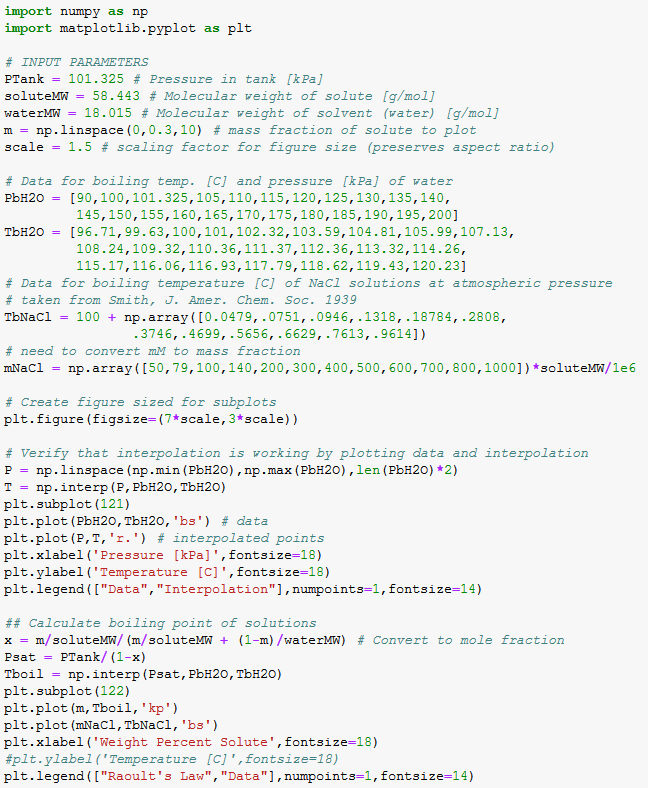 import numpy as np
import matplotlib.pyplot as plt

# INPUT PARAMETERS
PTank = 101.325 # Pressure in tank [kPa]
soluteMW = 58.443 # Molecular weight of solute [g/mol]
waterMW = 18.015 # Molecular weight of solvent (water) [g/mol]
m = np.linspace(0,0.3,10) # mass fraction of solute to plot
scale = 1.5 # scaling factor for figure size (preserves aspect ratio)

# Data for boiling temp. [C] and pressure [kPa] of water
PbH2O = [90,100,101.325,105,110,115,120,125,130,135,140,
         145,150,155,160,165,170,175,180,185,190,195,200]
TbH2O = [96.71,99.63,100,101,102.32,103.59,104.81,105.99,107.13,
         108.24,109.32,110.36,111.37,112.36,113.32,114.26,
         115.17,116.06,116.93,117.79,118.62,119.43,120.23]
# Data for boiling temperature [C] of NaCl solutions at atmospheric pressure
# taken from Smith, J. Amer. Chem. Soc. 1939
TbNaCl = 100 + np.array([0.0479,.0751,.0946,.1318,.18784,.2808,
                .3746,.4699,.5656,.6629,.7613,.9614])
# need to convert mM to mass fraction
mNaCl = np.array([50,79,100,140,200,300,400,500,600,700,800,1000])*soluteMW/1e6

# Create figure sized for subplots
plt.figure(figsize=(7*scale,3*scale))

# Verify that interpolation is working by plotting data and interpolation
P = np.linspace(np.min(PbH2O),np.max(PbH2O),len(PbH2O)*2)
T = np.interp(P,PbH2O,TbH2O)
plt.subplot(121)
plt.plot(PbH2O,TbH2O,'bs') # data
plt.plot(P,T,'r.') # interpolated points
plt.xlabel('Pressure [kPa]',fontsize=18)
plt.ylabel('Temperature [C]',fontsize=18)
plt.legend(["Data","Interpolation"],numpoints=1,fontsize=14)

## Calculate boiling point of solutions
x = m/soluteMW/(m/soluteMW + (1-m)/waterMW) # Convert to mole fraction
Psat = PTank/(1-x)
Tboil = np.interp(Psat,PbH2O,TbH2O)
plt.subplot(122)
plt.plot(m,Tboil,'kp')
plt.plot(mNaCl,TbNaCl,'bs')
plt.xlabel('Weight Percent Solute',fontsize=18)
#plt.ylabel('Temperature [C]',fontsize=18)
plt.legend(["Raoult's Law","Data"],numpoints=1,fontsize=14)